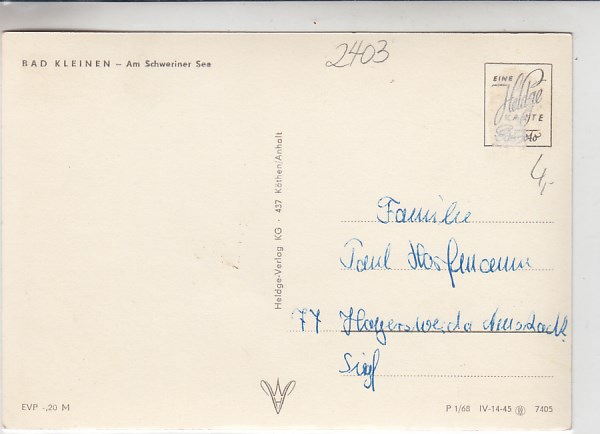 2403
BAD KLEINEN – Am Schweriner See
EINE
Heldge
KARTE
4,-
Heldge-Verlag KG · 437 Köthen/Anhalt
Familie
Paul Hoffmann
77 Hoyerswerda Neustadt
EVP -,20 M
P 1/68 IV-14-45 7405